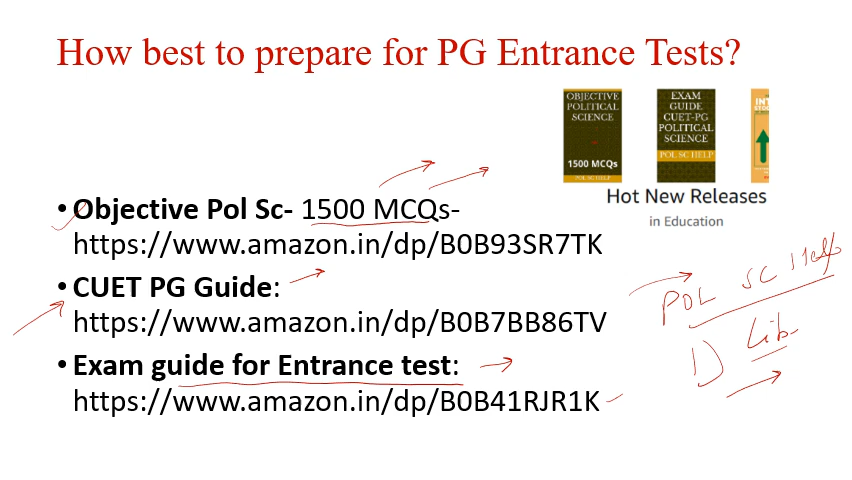 How best to prepare for PG Entrance Tests?
OBJECTIVE
POLITICAL
SCIENCE
1500 MCQs
POL SC HELP
EXAM
GUIDE
CUET-PG
POLITICAL
SCIENCE
POL SC HELP
Hot New Releases
in Education
• Objective Pol Sc- 1500 MCQs-
https://www.amazon.in/dp/B0B93SR7TK
• CUET PG Guide:
https://www.amazon.in/dp/B0B7BB86TV
• Exam guide for Entrance test:
https://www.amazon.in/dp/B0B41RJR1K
POL SC Help
D Lib